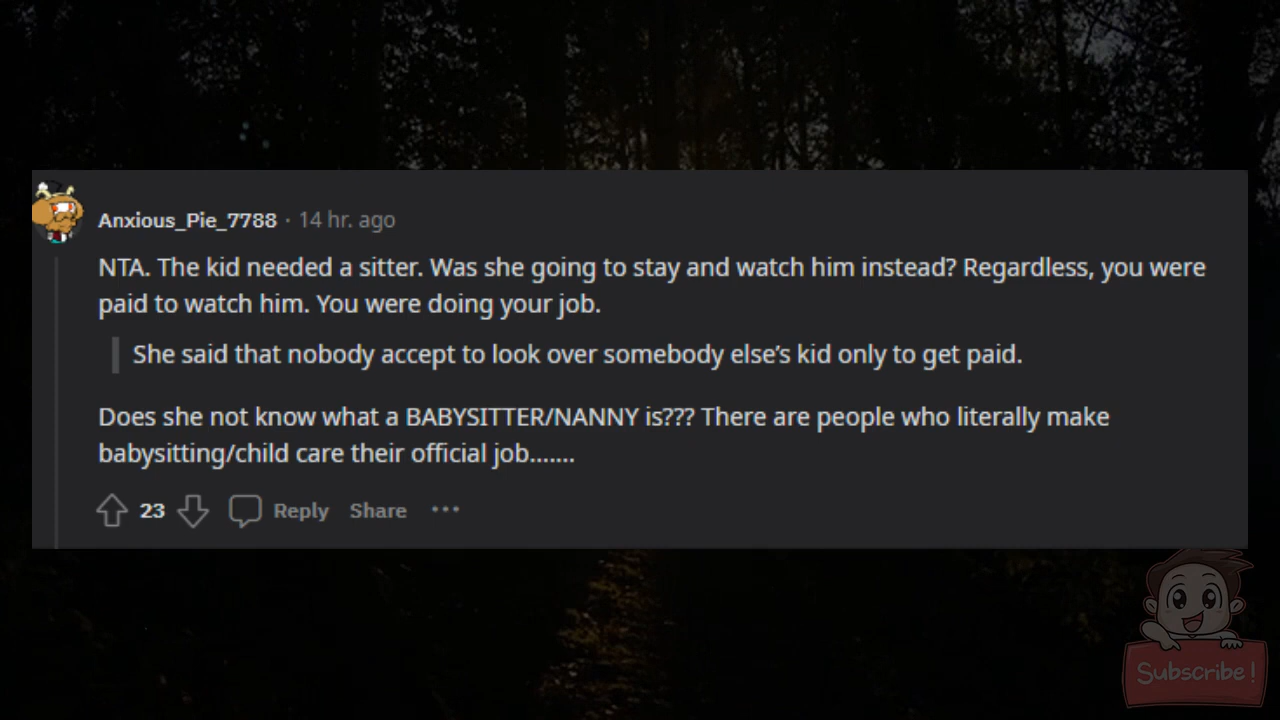 Anxious_Pie_7788 · 14 hr. ago
NTA. The kid needed a sitter. Was she going to stay and watch him instead? Regardless, you were
paid to watch him. You were doing your job.
She said that nobody accept to look over somebody else’s kid only to get paid.
Does she not know what a BABYSITTER/NANNY is??? There are people who literally make
babysitting/child care their official job.......
23 Reply Share ···
Subscribe!